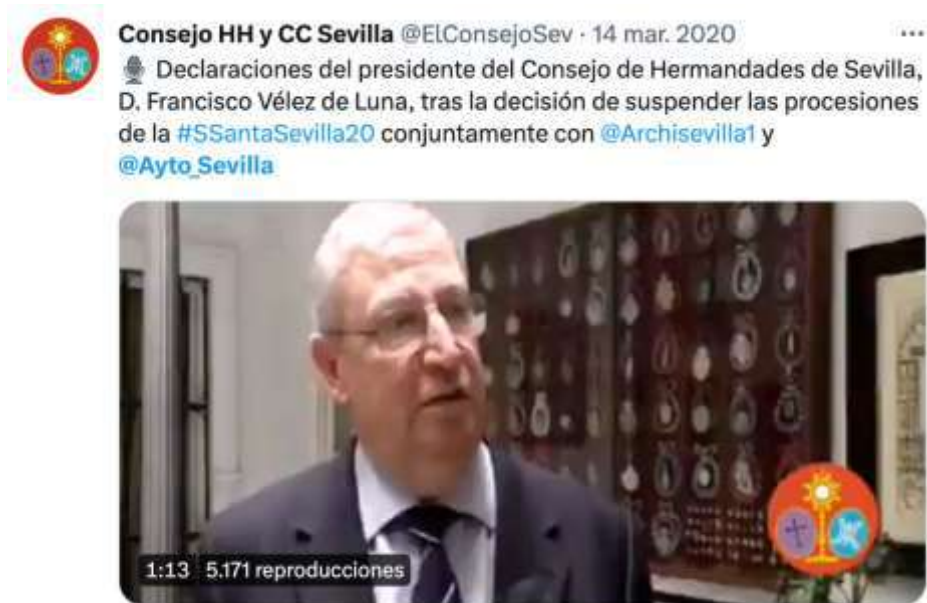 Consejo HH y CC Sevilla @ElConsejoSev · 14 mar. 2020
Declaraciones del presidente del Consejo de Hermandades de Sevilla,
D. Francisco Vélez de Luna, tras la decisión de suspender las procesiones
de la #SSantaSevilla20 conjuntamente con @Archisevilla1 y
@Ayto_Sevilla
1:13 5.171 reproducciones